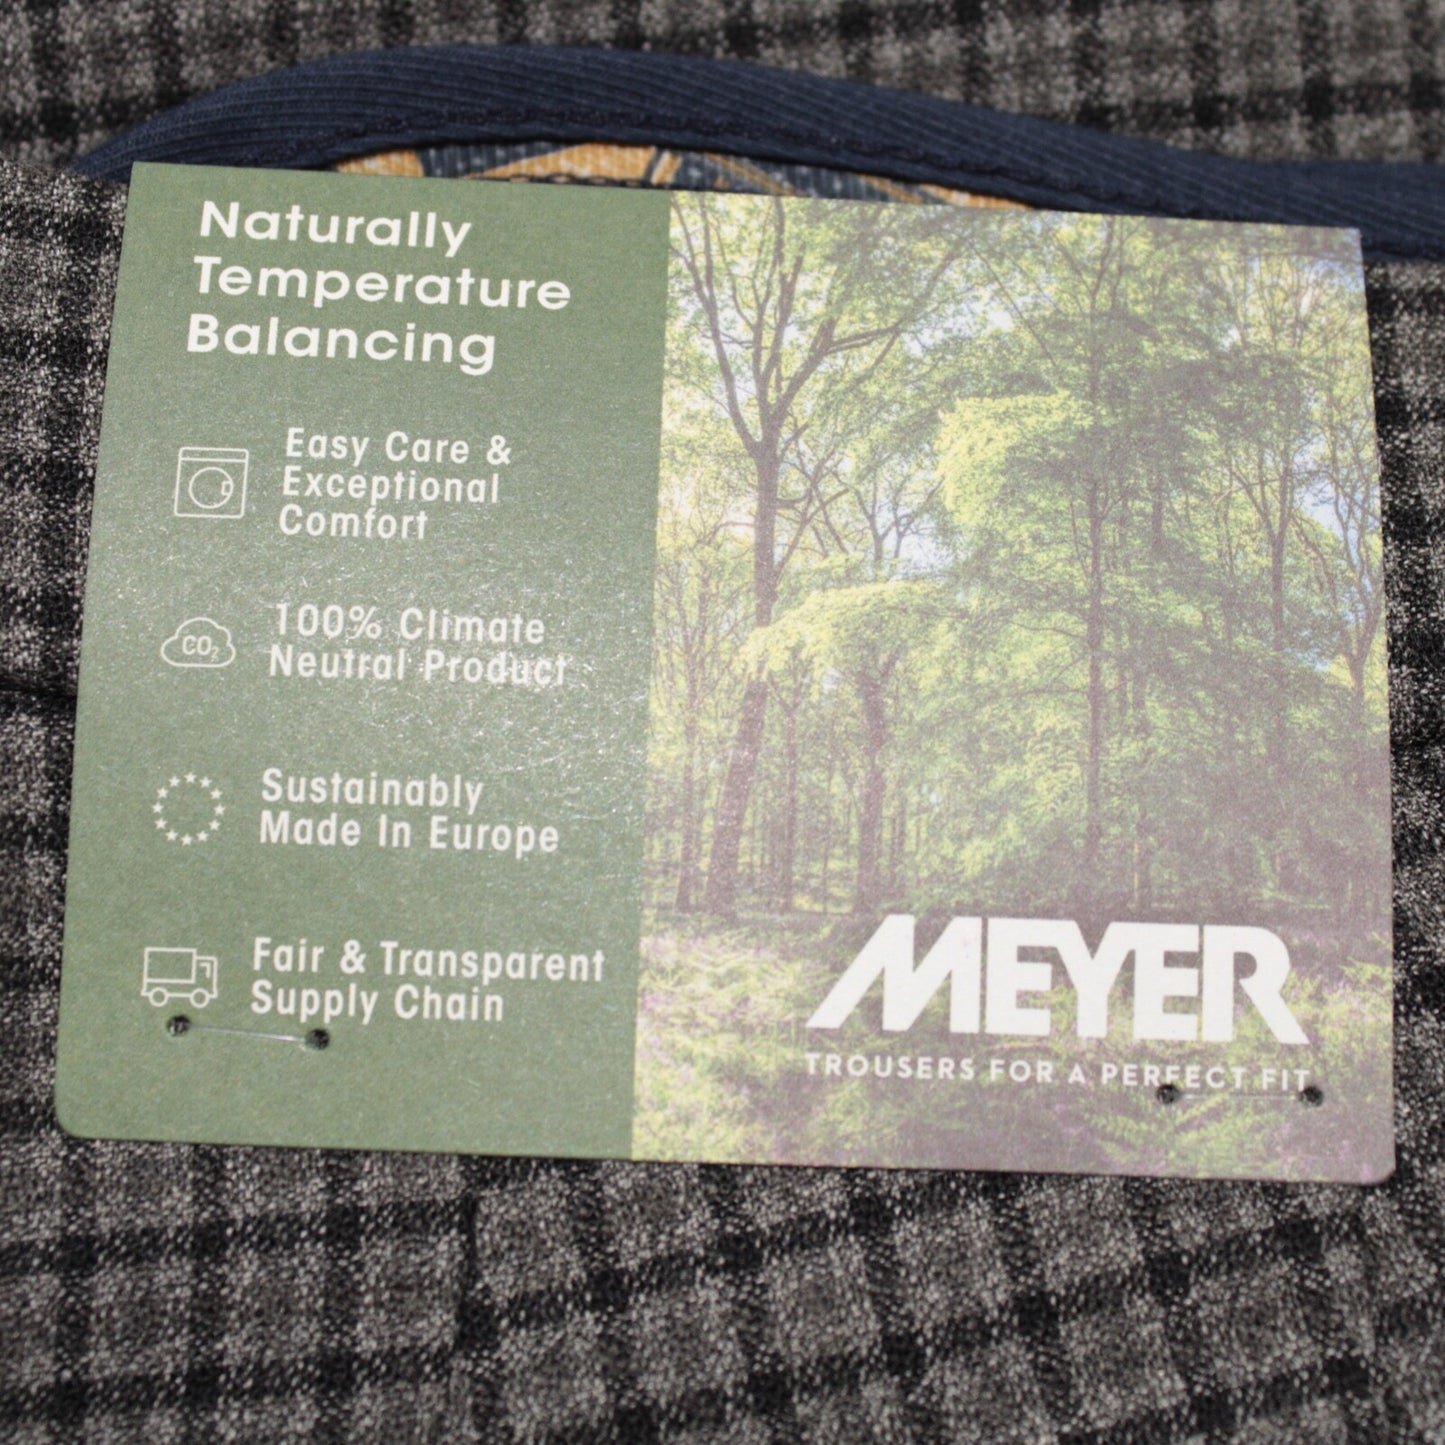 Naturally
Temperature
Balancing
Easy Care &
Exceptional
Comfort
CO₂
100% Climate
Neutral Product
Sustainably
Made In Europe
Fair & Transparent
Supply Chain
MEYER
TROUSERS FOR A PERFECT FIT